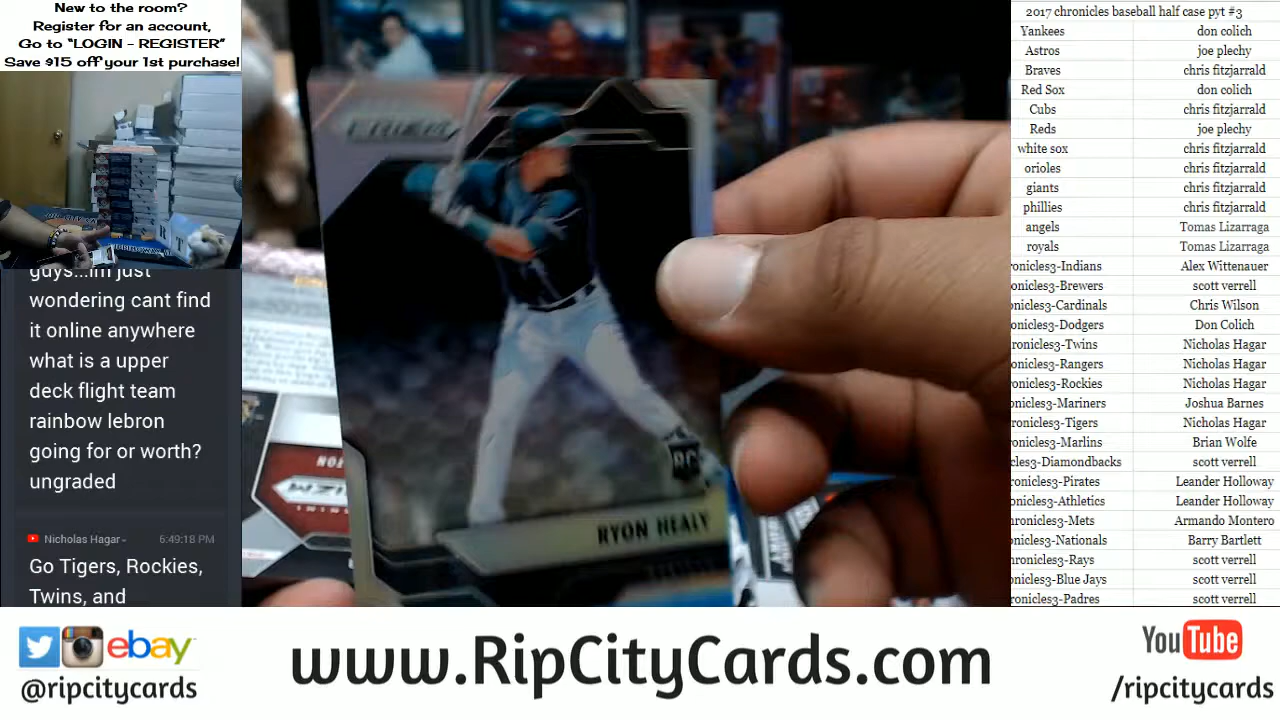 New to the room?
Register for an account,
Go to “LOGIN - REGISTER”
Save $15 off your 1st purchase!
guys...im just
wondering cant find
it online anywhere
what is a upper
deck flight team
rainbow lebron
going for or worth?
ungraded
Nicholas Hagar
6:49:18 PM
Go Tigers, Rockies,
Twins, and
PRIZM
RC
RYON HEALY
2017 chronicles baseball half case pyt #3
Yankees don colich
Astros joe plechy
Braves chris fitzjarrald
Red Sox don colich
Cubs chris fitzjarrald
Reds joe plechy
white sox chris fitzjarrald
orioles chris fitzjarrald
giants chris fitzjarrald
phillies chris fitzjarrald
angels Tomas Lizarraga
royals Tomas Lizarraga
ronicles3-Indians Alex Wittenauer
onicles3-Brewers scott verrell
onicles3-Cardinals Chris Wilson
onicles3-Dodgers Don Colich
ronicles3-Twins Nicholas Hagar
onicles3-Rangers Nicholas Hagar
onicles3-Rockies Nicholas Hagar
onicles3-Mariners Joshua Barnes
ronicles3-Tigers Nicholas Hagar
onicles3-Marlins Brian Wolfe
cles3-Diamondbacks scott verrell
onicles3-Pirates Leander Holloway
onicles3-Athletics Leander Holloway
hronicles3-Mets Armando Montero
onicles3-Nationals Barry Bartlett
hronicles3-Rays scott verrell
onicles3-Blue Jays scott verrell
onicles3-Padres scott verrell
ebay
@ripcitycards
www.RipCityCards.com
YouTube
/ripcitycards